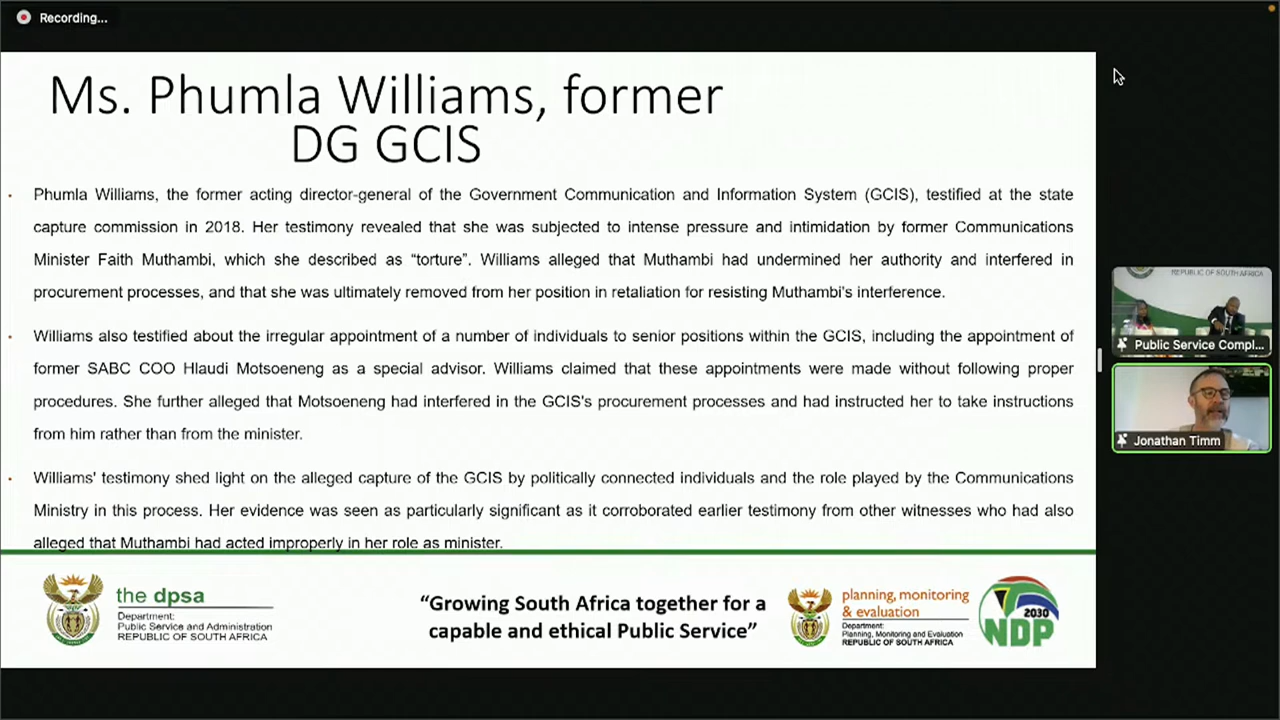 Recording...
Ms. Phumla Williams, former
DG GCIS
• Phumla Williams, the former acting director-general of the Government Communication and Information System (GCIS), testified at the state
capture commission in 2018. Her testimony revealed that she was subjected to intense pressure and intimidation by former Communications
Minister Faith Muthambi, which she described as “torture”. Williams alleged that Muthambi had undermined her authority and interfered in
procurement processes, and that she was ultimately removed from her position in retaliation for resisting Muthambi's interference.
• Williams also testified about the irregular appointment of a number of individuals to senior positions within the GCIS, including the appointment of
former SABC COO Hlaudi Motsoeneng as a special advisor. Williams claimed that these appointments were made without following proper
procedures. She further alleged that Motsoeneng had interfered in the GCIS's procurement processes and had instructed her to take instructions
from him rather than from the minister.
• Williams' testimony shed light on the alleged capture of the GCIS by politically connected individuals and the role played by the Communications
Ministry in this process. Her evidence was seen as particularly significant as it corroborated earlier testimony from other witnesses who had also
alleged that Muthambi had acted improperly in her role as minister.
the dpsa
Department:
Public Service and Administration
REPUBLIC OF SOUTH AFRICA
“Growing South Africa together for a
capable and ethical Public Service”
planning, monitoring
& evaluation
Department:
Planning, Monitoring and Evaluation
REPUBLIC OF SOUTH AFRICA
2030
NDP
REPUBLIC OF SOUTH AFRICA
Public Service Compl...
Jonathan Timm